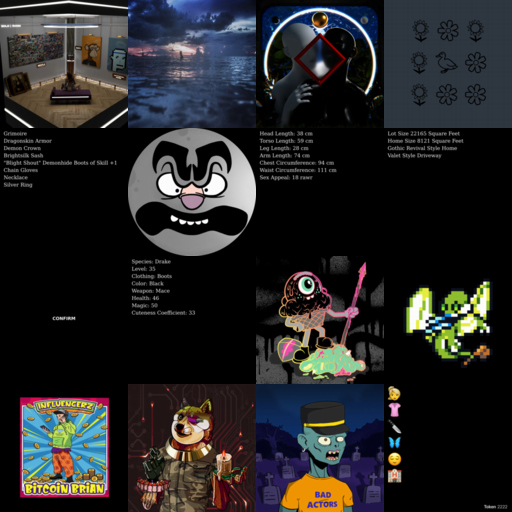 Grimoire
Dragonskin Armor
Demon Crown
Brightsilk Sash
"Blight Shout" Demonhide Boots of Skill +1
Chain Gloves
Necklace
Silver Ring
Head Length: 38 cm
Torso Length: 59 cm
Leg Length: 28 cm
Arm Length: 74 cm
Chest Circumference: 94 cm
Waist Circumference: 111 cm
Sex Appeal: 18 rawr
Lot Size 22165 Square Feet
Home Size 8121 Square Feet
Gothic Revival Style Home
Valet Style Driveway
CONFIRM
Species: Drake
Level: 35
Clothing: Boots
Color: Black
Weapon: Mace
Health: 46
Magic: 50
Cuteness Coefficient: 33
INFLUENCERZ
BITCOIN BRIAN
BAD
ACTORS
Token 2222